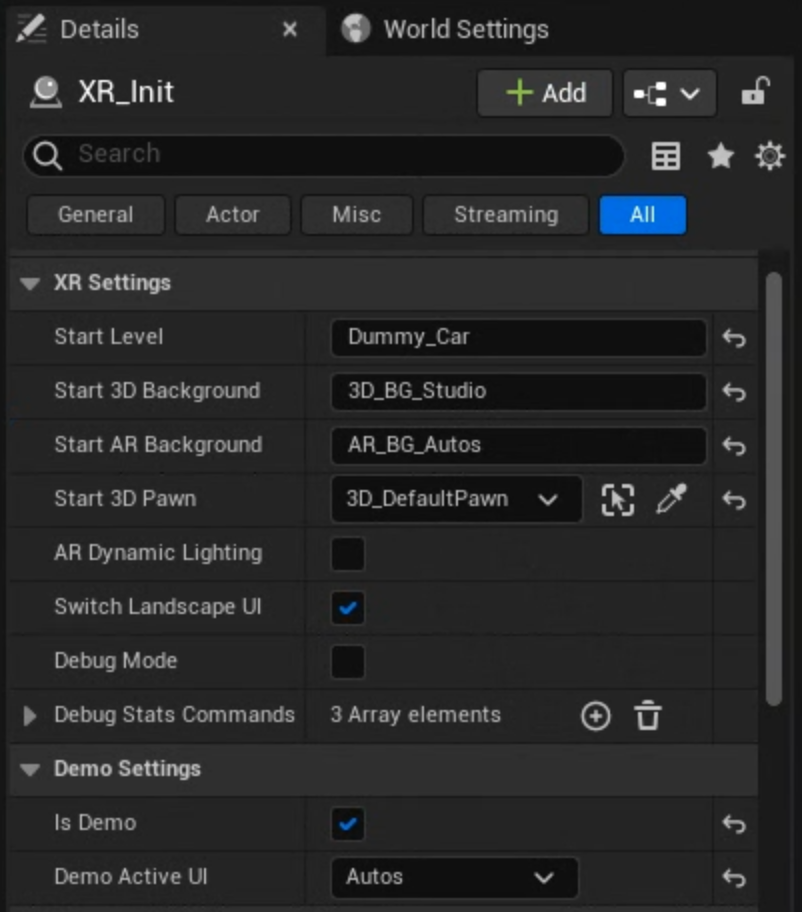 Details
World Settings
XR_Init
Add
Search
General Actor Misc Streaming All
XR Settings
Start Level Dummy_Car
Start 3D Background 3D_BG_Studio
Start AR Background AR_BG_Autos
Start 3D Pawn 3D_DefaultPawn
AR Dynamic Lighting
Switch Landscape UI
Debug Mode
Debug Stats Commands 3 Array elements
Demo Settings
Is Demo
Demo Active UI Autos